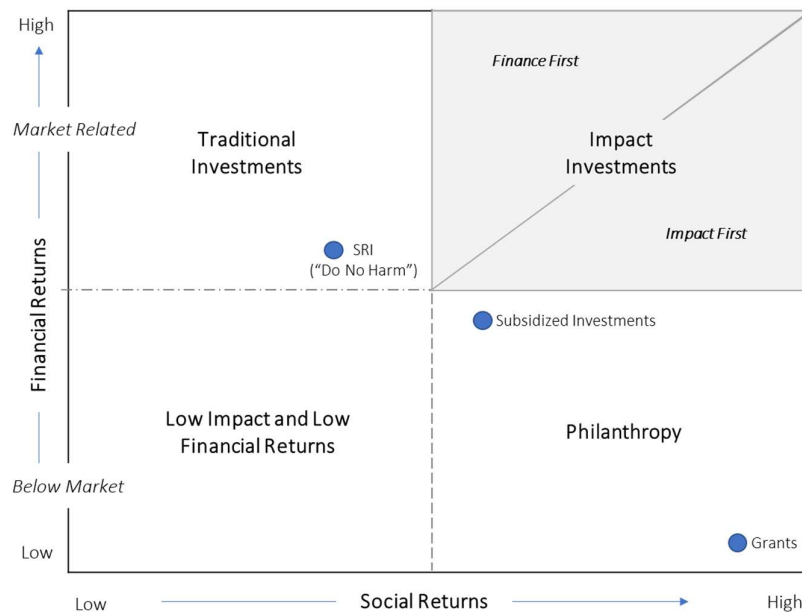 High
Finance First
Market Related
Traditional
Investments
Impact
Investments
Impact First
SRI
(“Do No Harm”)
Financial Returns
Subsidized Investments
Low Impact and Low
Financial Returns
Philanthropy
Below Market
Grants
Low
Low
Social Returns
High